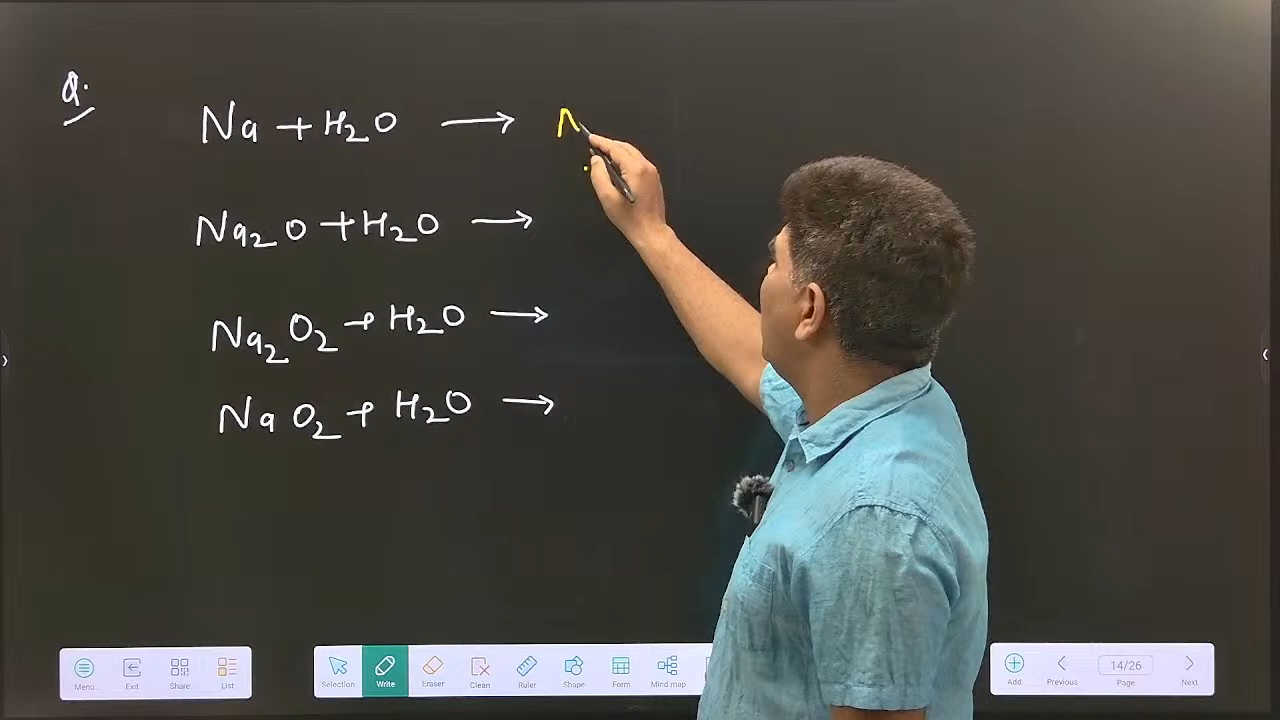 Q.
Na + H₂O ⟶ N
Na₂O + H₂O ⟶
Na₂O₂ + H₂O ⟶
NaO₂ + H₂O ⟶
Menu Exit Share List Selection Write Eraser Clean Ruler Shape Form Mind map Add Previous 14/26 Page Next